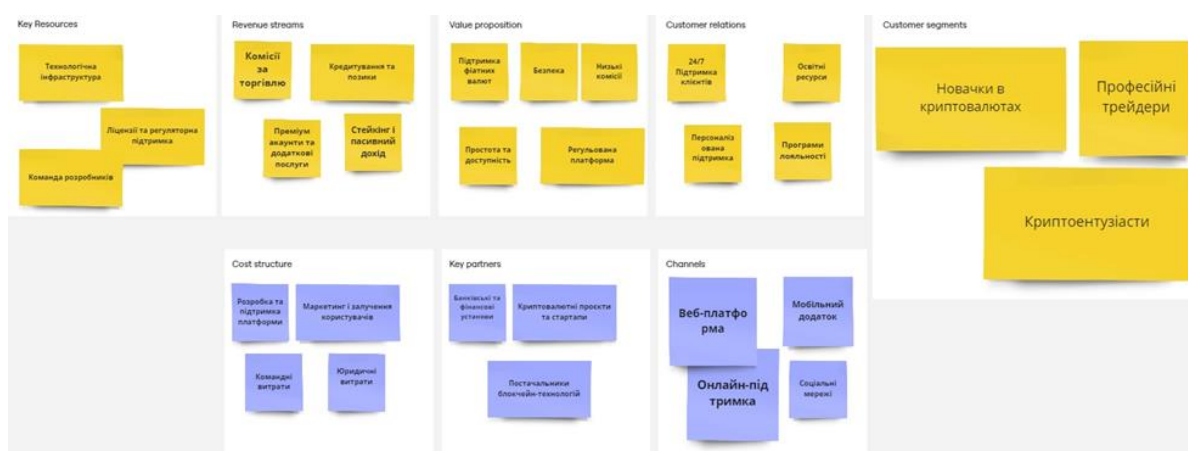 Key Resources
Технологічна
інфраструктура
Ліцензії та регуляторна
підтримка
Команда розробників
Revenue streams
Комісії
за
торгівлю
Кредитування та
позики
Преміум
акаунти та
додаткові
послуги
Стейкінг і
пасивний
дохід
Value proposition
Підтримка
фіатних
валют
Безпека
Низькі
комісії
Простота та
доступність
Регульована
платформа
Customer relations
24/7
Підтримка
клієнтів
Освітні
ресурси
Персоналіз
ована
підтримка
Програми
лояльності
Customer segments
Новачки в
криптовалютах
Професійні
трейдери
Криптоентузіасти
Cost structure
Розробка та
підтримка
платформи
Маркетинг і залучення
користувачів
Командні
витрати
Юридичні
витрати
Key partners
Банківські та
фінансові
установи
Криптовалютні проєкти
та стартапи
Постачальники
блокчейн-технологій
Channels
Веб-платфо
рма
Мобільний
додаток
Онлайн-під
тримка
Соціальні
мережі